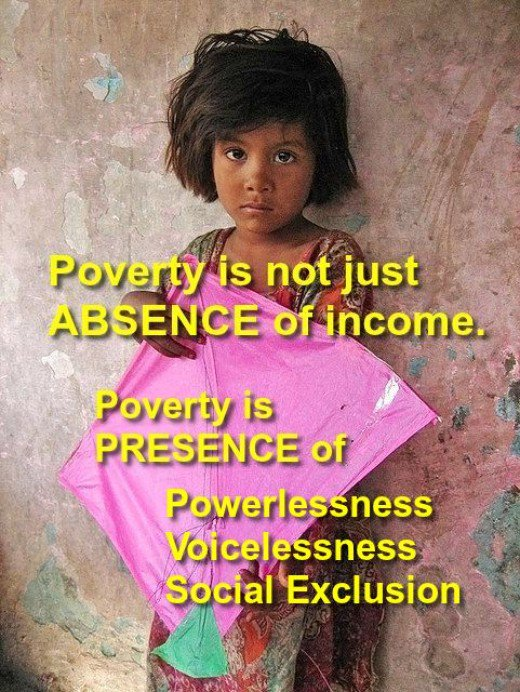 Poverty is not just
ABSENCE of income.
Poverty is
PRESENCE of
Powerlessness
Voicelessness
Social Exclusion